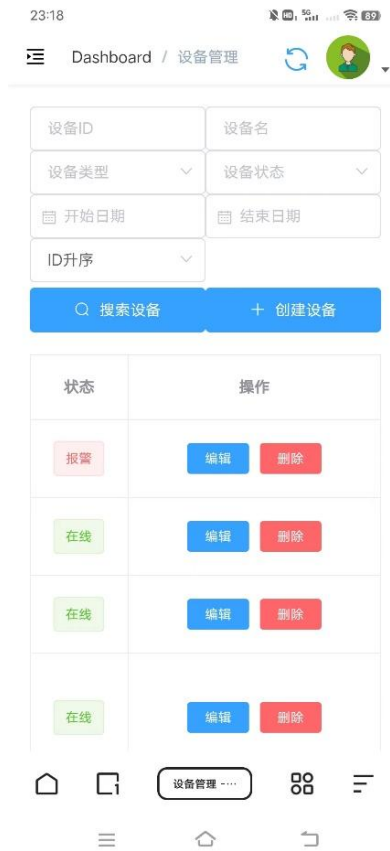 23:18 HD 5G 89
Dashboard / 设备管理
设备ID 设备名
设备类型 设备状态
开始日期 结束日期
ID升序
搜索设备 创建设备
状态 操作
报警 编辑 删除
在线 编辑 删除
在线 编辑 删除
在线 编辑 删除
1 设备管理 -···